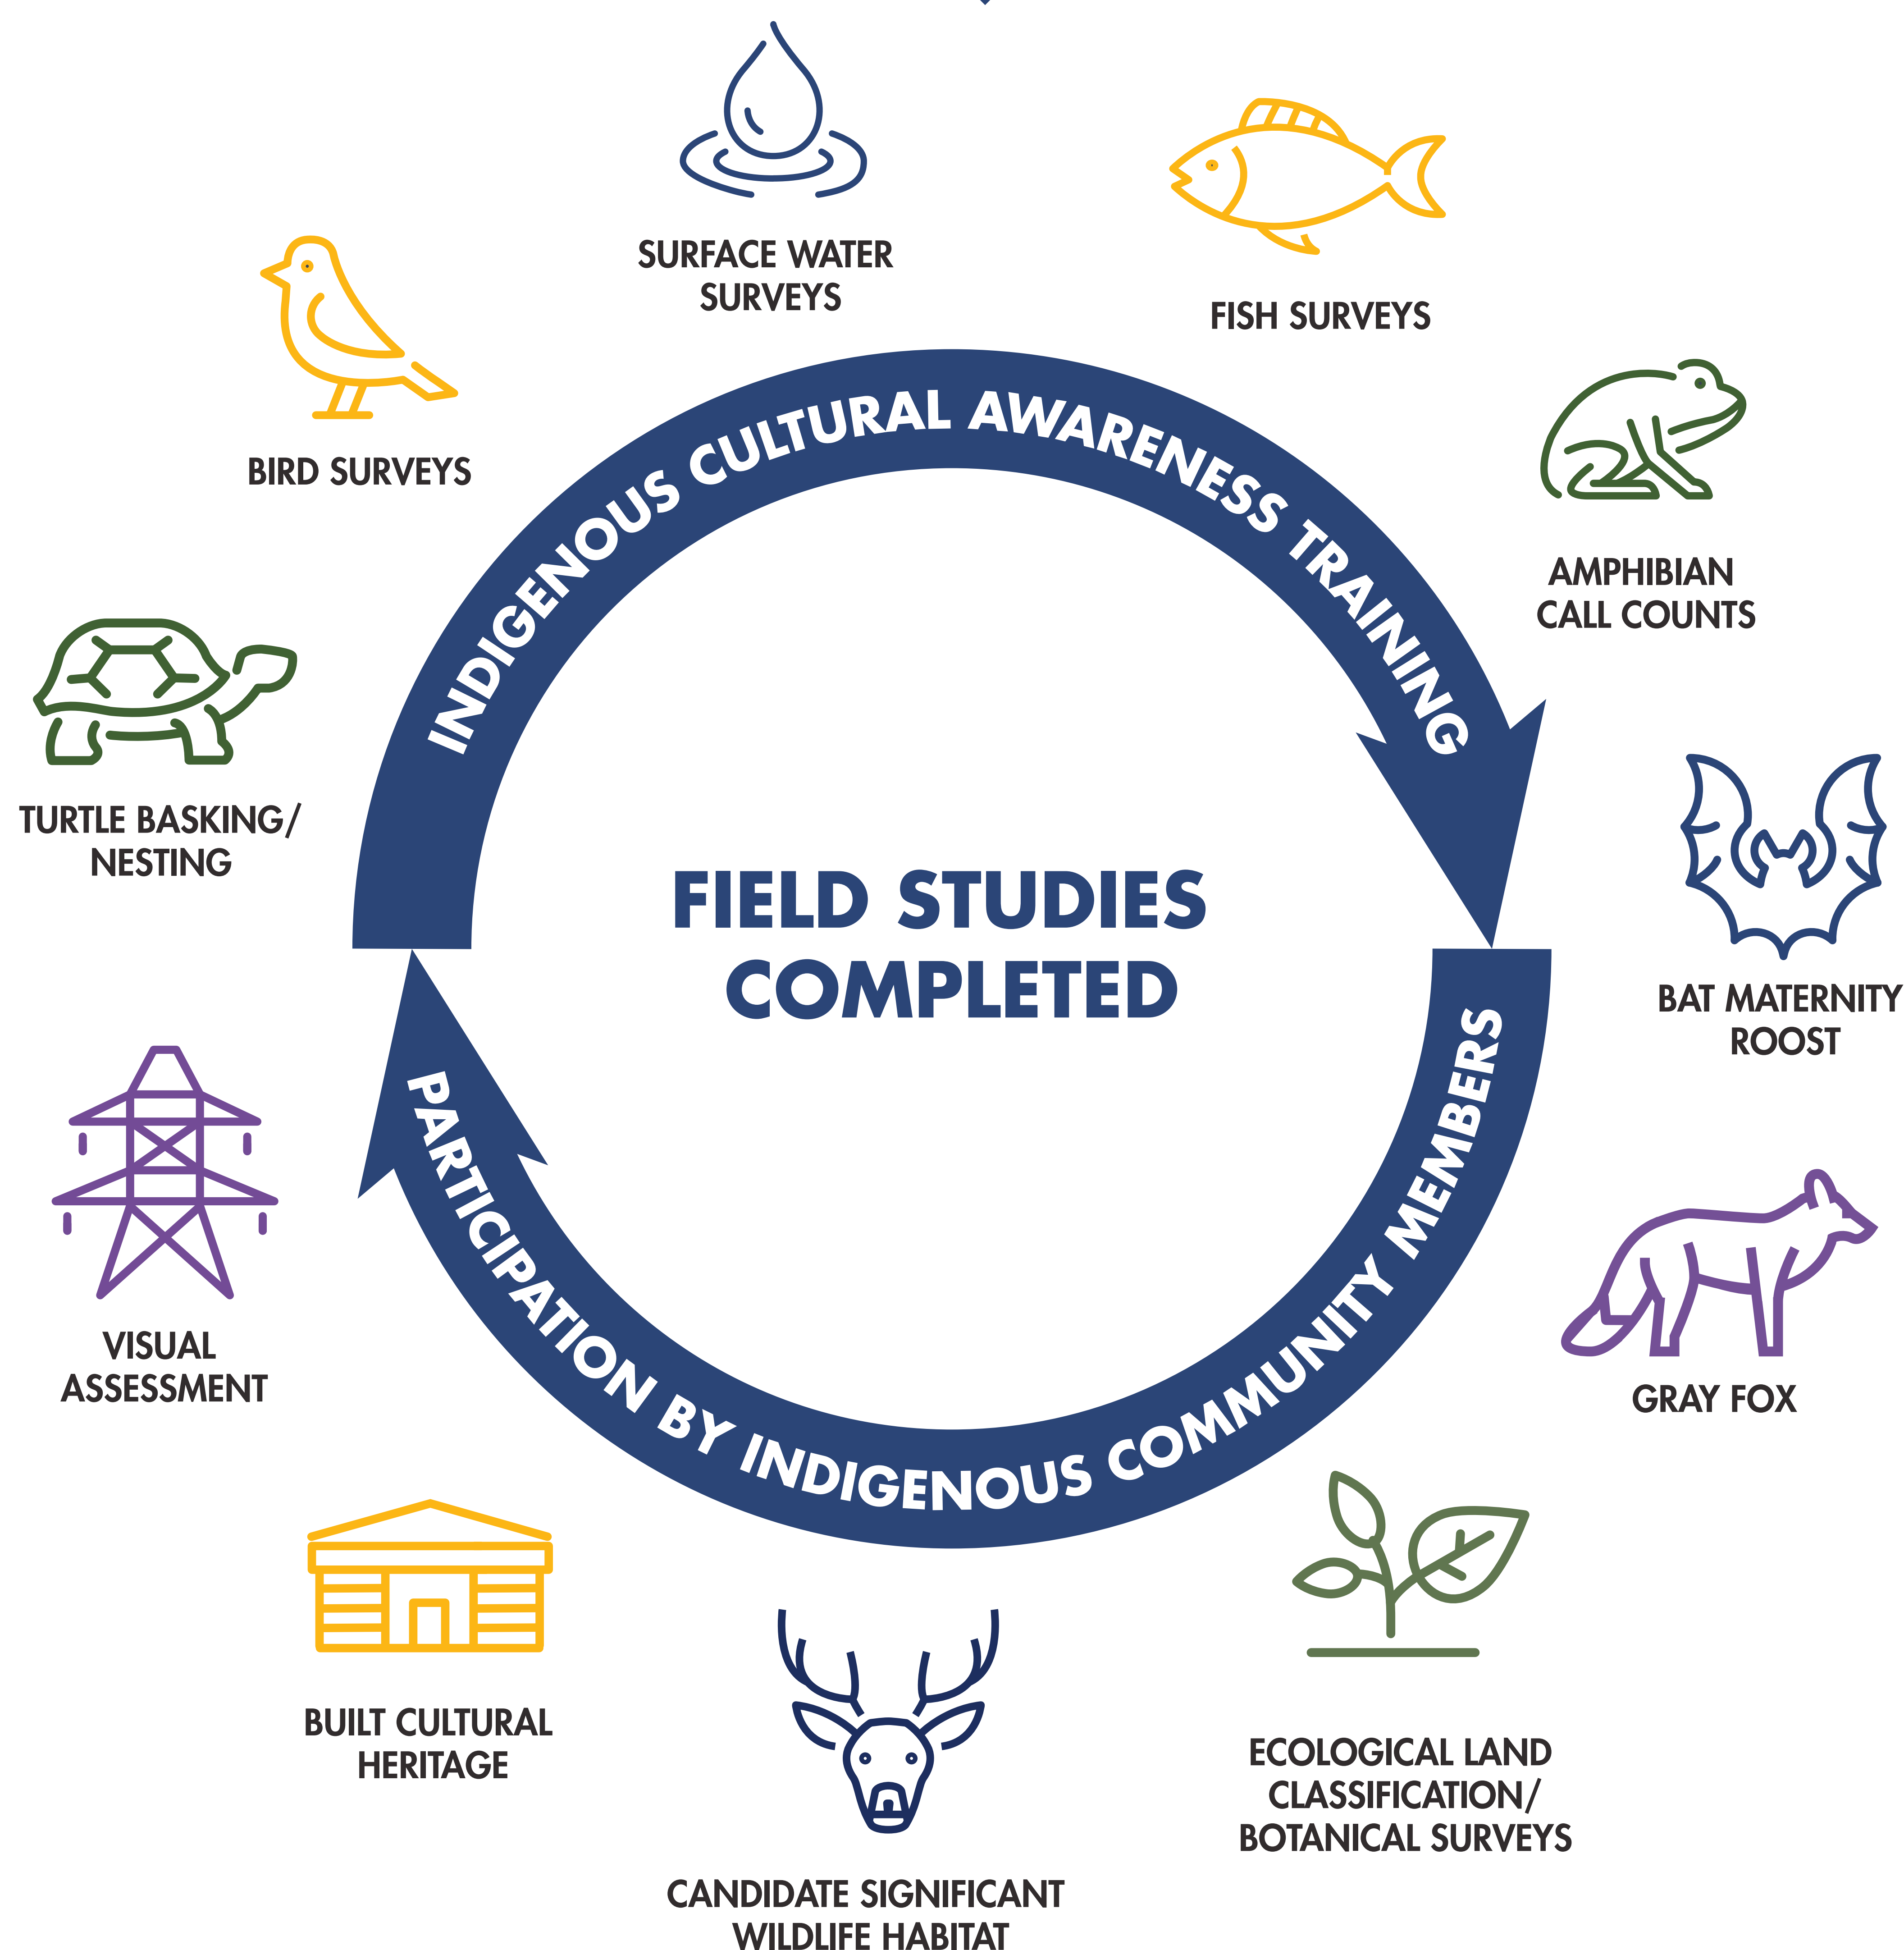 SURFACE WATER
SURVEYS
FISH SURVEYS
BIRD SURVEYS
AMPHIBIAN
CALL COUNTS
INDIGENOUS CULTURAL AWARENESS TRAINING
TURTLE BASKING/
NESTING
FIELD STUDIES
COMPLETED
BAT MATERNITY
ROOST
PARTICIPATION BY INDIGENOUS COMMUNITY MEMBERS
VISUAL
ASSESSMENT
GRAY FOX
BUILT CULTURAL
HERITAGE
ECOLOGICAL LAND
CLASSIFICATION/
BOTANICAL SURVEYS
CANDIDATE SIGNIFICANT
WILDLIFE HABITAT